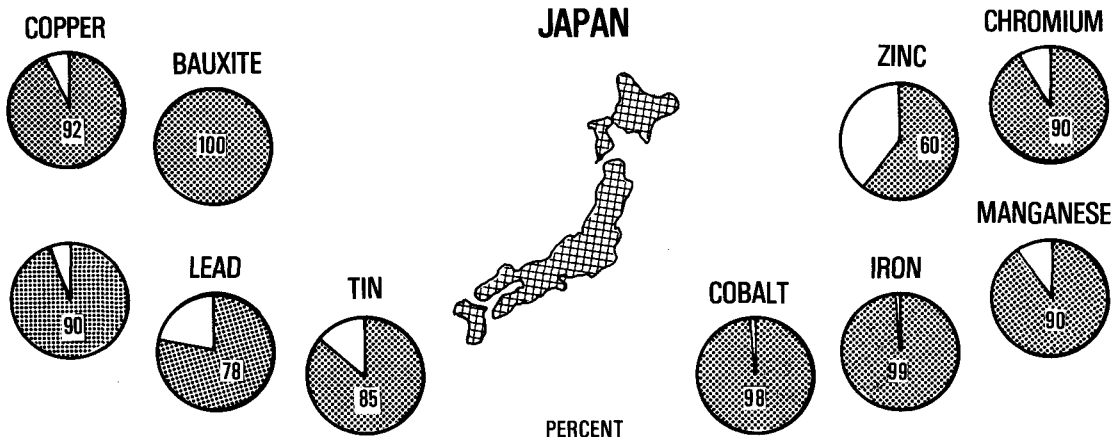 JAPAN
COPPER
92
BAUXITE
100
ZINC
60
CHROMIUM
90
90
LEAD
78
TIN
85
COBALT
98
IRON
99
MANGANESE
90
PERCENT